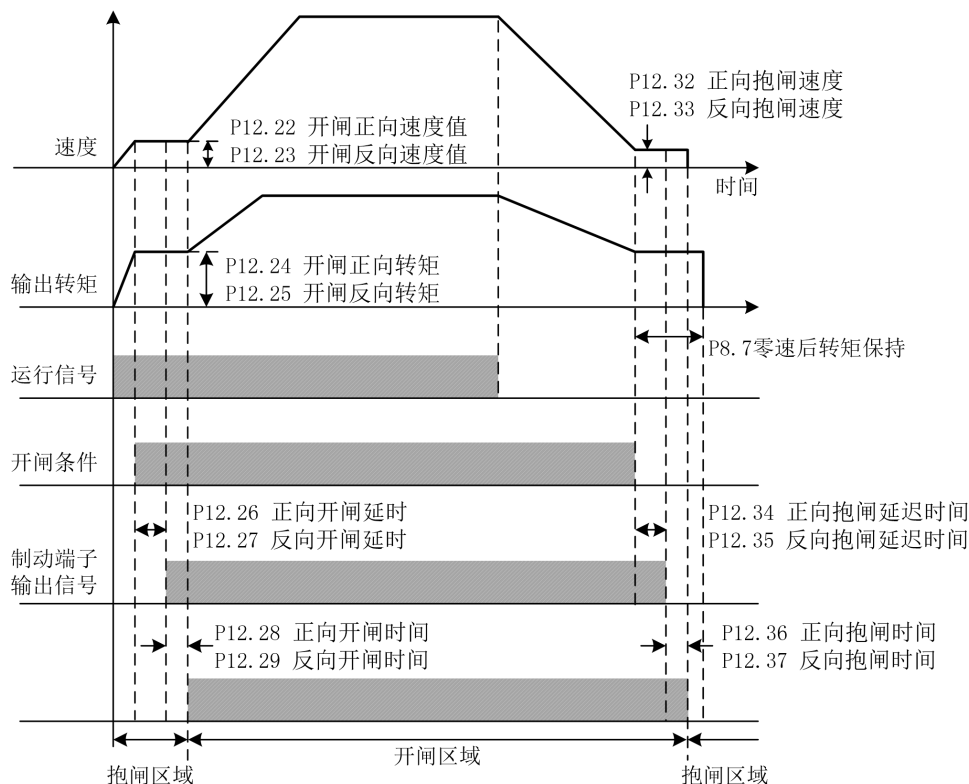 P12.32 正向抱闸速度
P12.33 反向抱闸速度
P12.22 开闸正向速度值
P12.23 开闸反向速度值
速度
时间
P12.24 开闸正向转矩
P12.25 开闸反向转矩
输出转矩
P8.7零速后转矩保持
运行信号
开闸条件
P12.26 正向开闸延时
P12.27 反向开闸延时
P12.34 正向抱闸延迟时间
P12.35 反向抱闸延迟时间
制动端子
输出信号
P12.28 正向开闸时间
P12.29 反向开闸时间
P12.36 正向抱闸时间
P12.37 反向抱闸时间
开闸区域
抱闸区域
抱闸区域